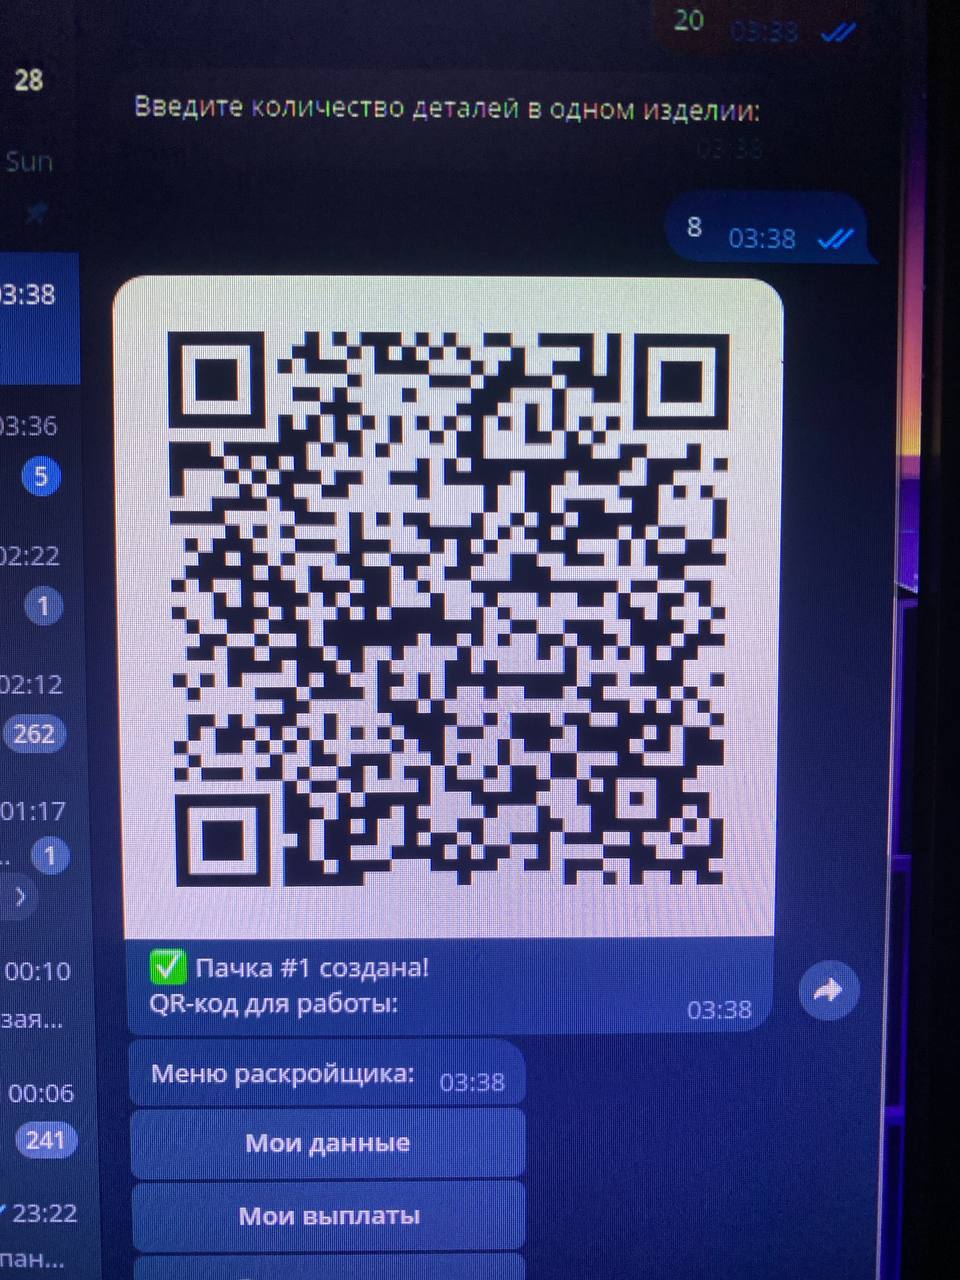 20 03:38
28
Введите количество деталей в одном изделии:
03:38
Sun
8 03:38
03:38
03:36
5
02:22
1
02:12
262
01:17
.. 1
00:10
зая...
00:06
241
23:22
пан...
✅ Пачка #1 создана!
QR-код для работы:
03:38
Меню раскройщика: 03:38
Мои данные
Мои выплаты